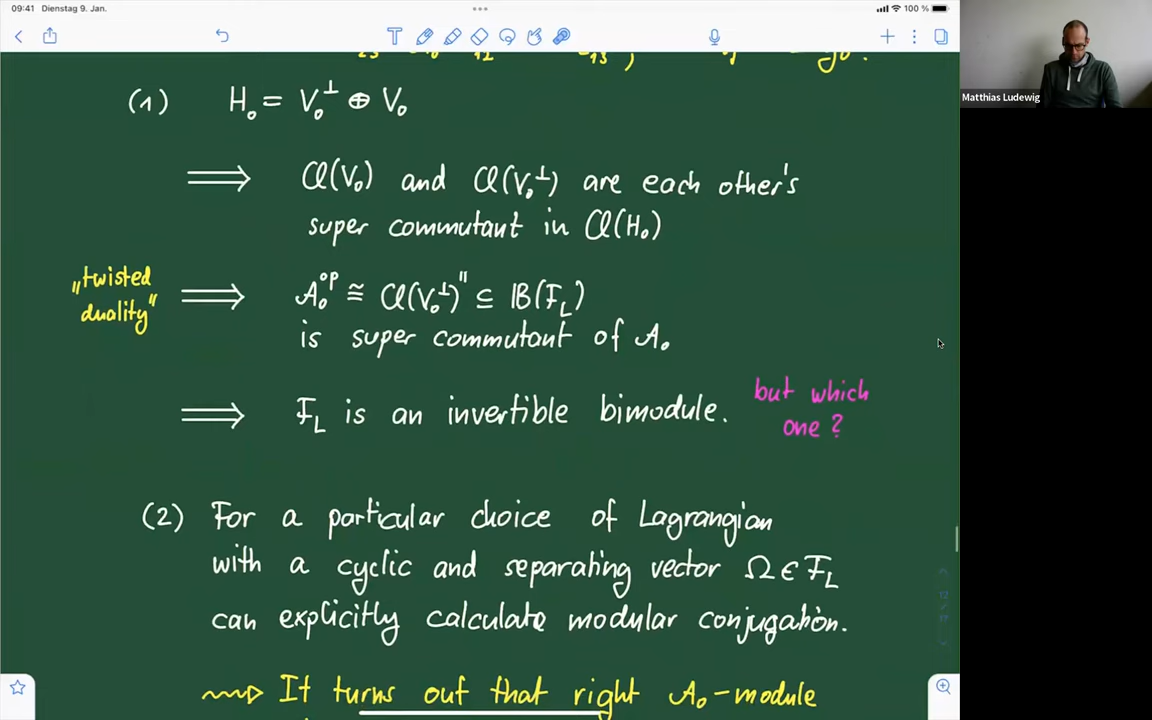 09:41 Dienstag 9. Jan.
100 %
Matthias Ludewig
(1) H₀ = V₀^⊥ ⊕ V₀
⟹ Cl(V₀) and Cl(V₀^⊥) are each other's
super commutant in Cl(H₀)
„twisted duality" ⟹ A₀^op ≅ Cl(V₀^⊥)'' ⊆ B(F_L)
is super commutant of A₀
⟹ F_L is an invertible bimodule. but which one?
(2) For a particular choice of Lagrangian
with a cyclic and separating vector Ω ∈ F_L
can explicitly calculate modular conjugation.
⇝ It turns out that right A₀-module